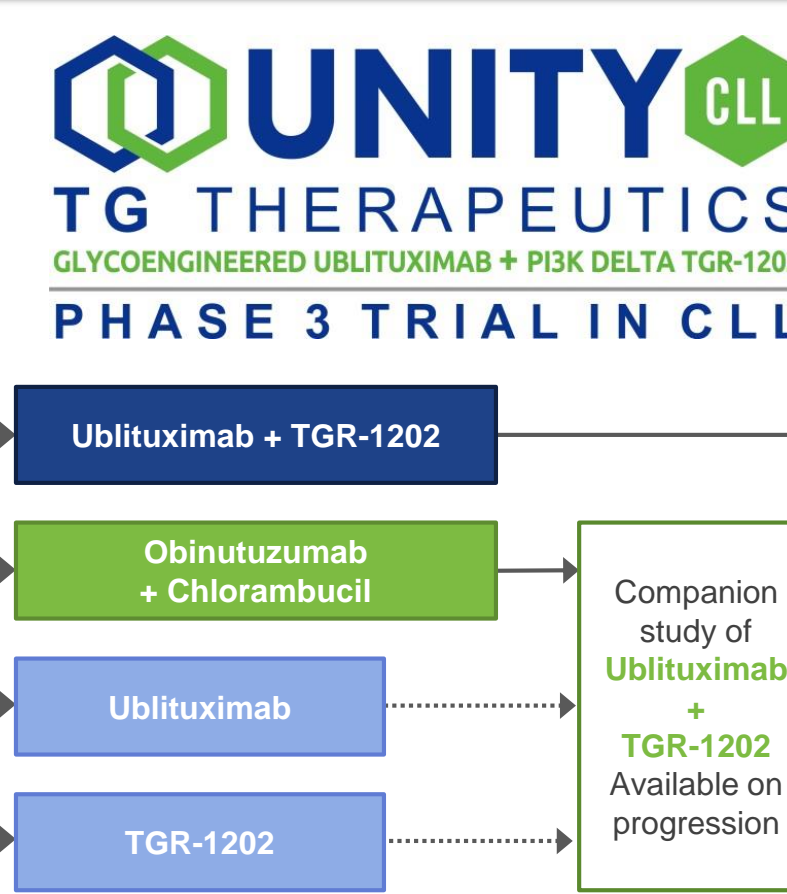 UNITY CLL
TG THERAPEUTICS
GLYCOENGINEERED UBLITUXIMAB + PI3K DELTA TGR-120
PHASE 3 TRIAL IN CLL
Ublituximab + TGR-1202
Obinutuzumab
+ Chlorambucil
Ublituximab
TGR-1202
Companion
study of
Ublituximab
+
TGR-1202
Available on
progression